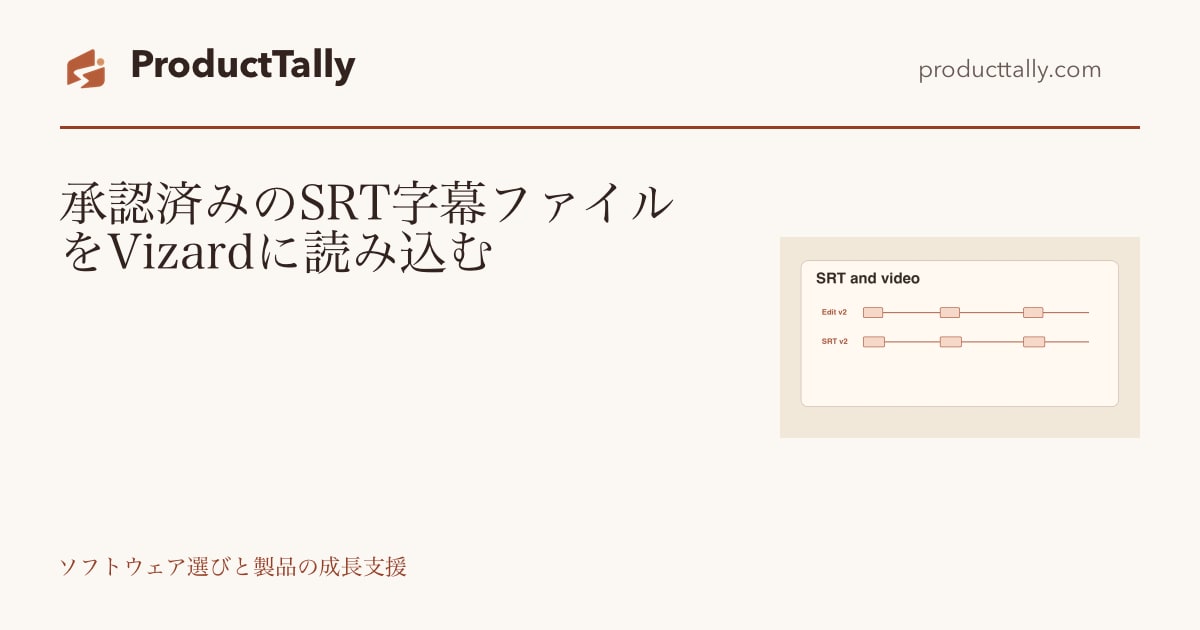 ProductTally
producttally.com
承認済みのSRT字幕ファイル
をVizardに読み込む
SRT and video
Edit v2
SRT v2
ソフトウェア選びと製品の成長支援